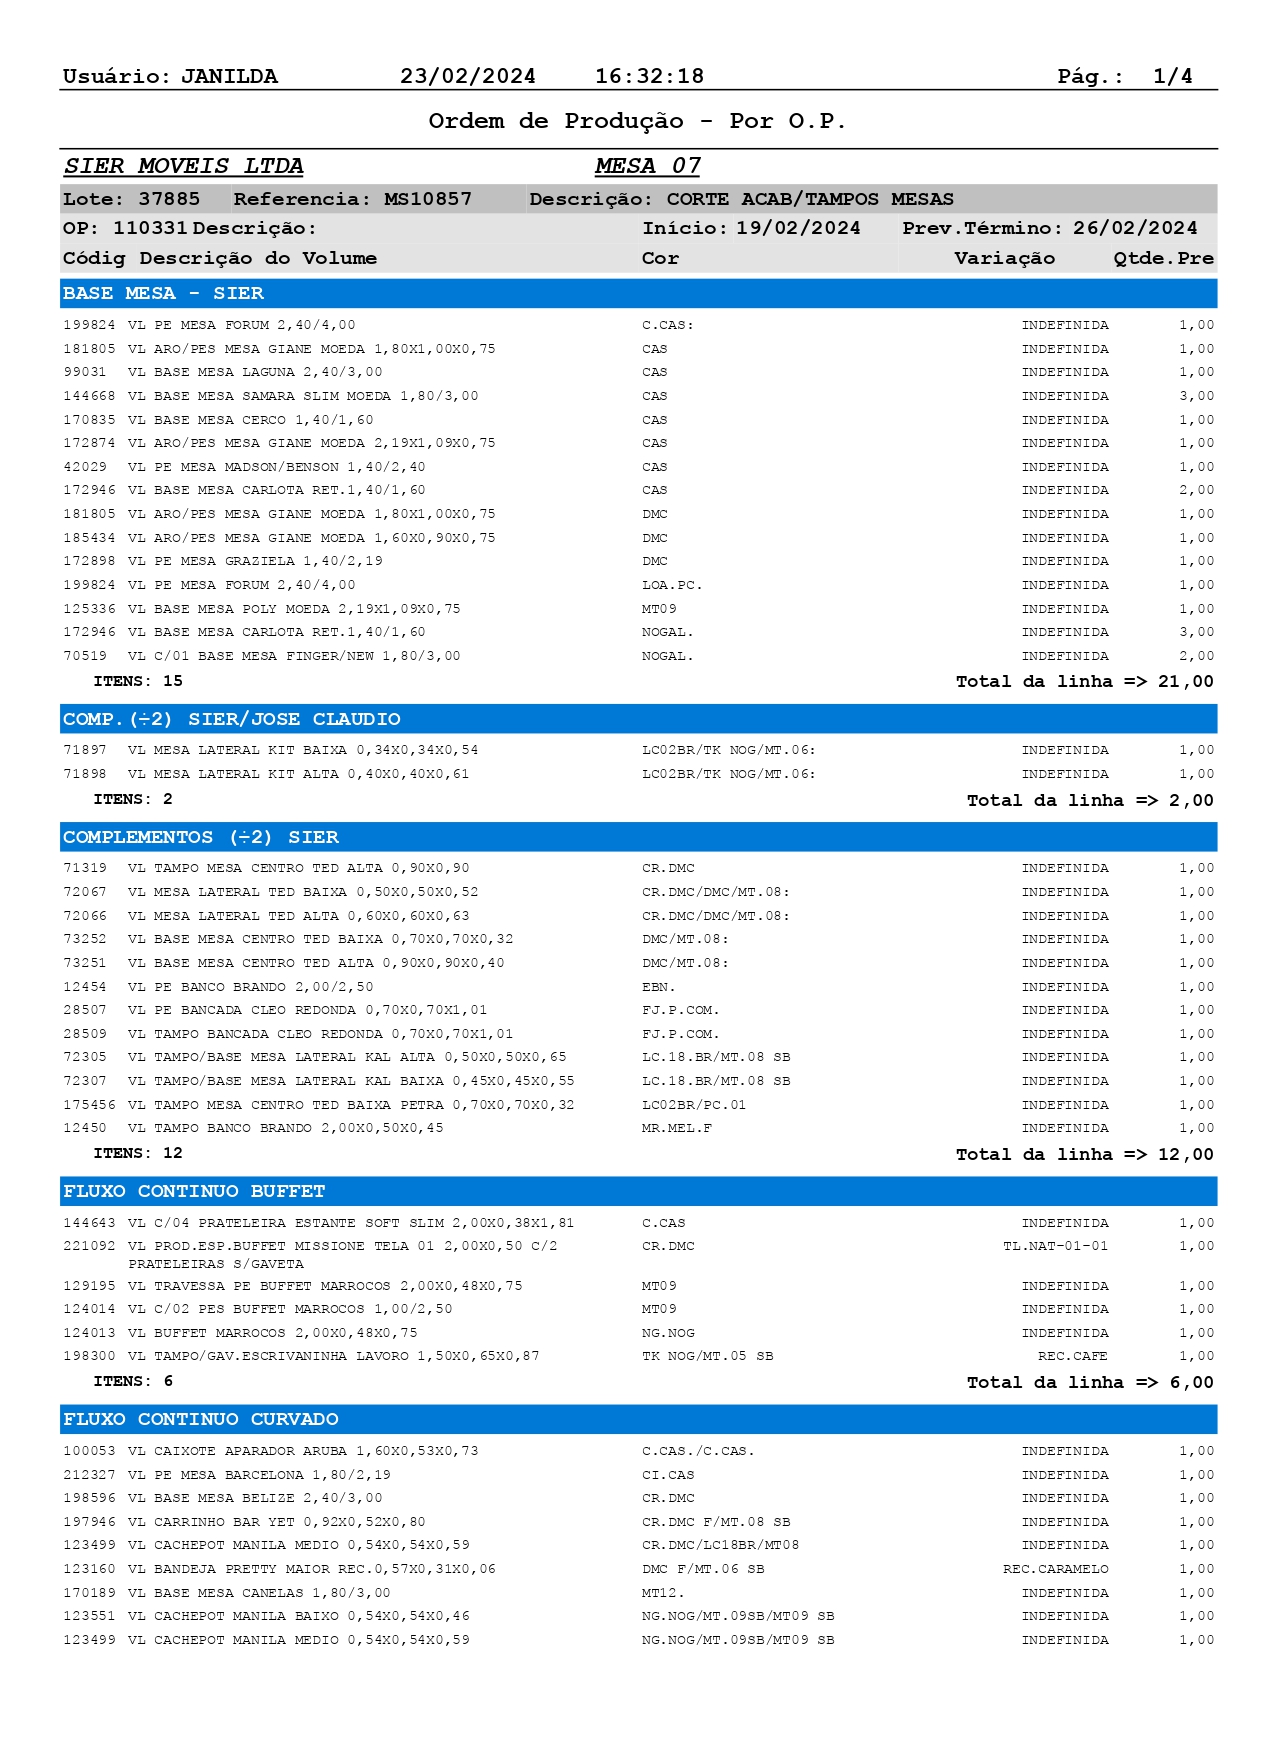 Usuário: JANILDA 23/02/2024 16:32:18 Pág.: 1/4
Ordem de Produção - Por O.P.
SIER MOVEIS LTDA MESA 07
Lote: 37885 Referencia: MS10857 Descrição: CORTE ACAB/TAMPOS MESAS
OP: 110331 Descrição: Início: 19/02/2024 Prev.Término: 26/02/2024
Códig Descrição do Volume Cor Variação Qtde.Pre
BASE MESA - SIER
199824 VL PE MESA FORUM 2,40/4,00 C.CAS: INDEFINIDA 1,00
181805 VL ARO/PES MESA GIANE MOEDA 1,80X1,00X0,75 CAS INDEFINIDA 1,00
99031 VL BASE MESA LAGUNA 2,40/3,00 CAS INDEFINIDA 1,00
144668 VL BASE MESA SAMARA SLIM MOEDA 1,80/3,00 CAS INDEFINIDA 3,00
170835 VL BASE MESA CERCO 1,40/1,60 CAS INDEFINIDA 1,00
172874 VL ARO/PES MESA GIANE MOEDA 2,19X1,09X0,75 CAS INDEFINIDA 1,00
42029 VL PE MESA MADSON/BENSON 1,40/2,40 CAS INDEFINIDA 1,00
172946 VL BASE MESA CARLOTA RET.1,40/1,60 CAS INDEFINIDA 2,00
181805 VL ARO/PES MESA GIANE MOEDA 1,80X1,00X0,75 DMC INDEFINIDA 1,00
185434 VL ARO/PES MESA GIANE MOEDA 1,60X0,90X0,75 DMC INDEFINIDA 1,00
172898 VL PE MESA GRAZIELA 1,40/2,19 DMC INDEFINIDA 1,00
199824 VL PE MESA FORUM 2,40/4,00 LOA.PC. INDEFINIDA 1,00
125336 VL BASE MESA POLY MOEDA 2,19X1,09X0,75 MT09 INDEFINIDA 1,00
172946 VL BASE MESA CARLOTA RET.1,40/1,60 NOGAL. INDEFINIDA 3,00
70519 VL C/01 BASE MESA FINGER/NEW 1,80/3,00 NOGAL. INDEFINIDA 2,00
ITENS: 15 Total da linha => 21,00
COMP.(÷2) SIER/JOSE CLAUDIO
71897 VL MESA LATERAL KIT BAIXA 0,34X0,34X0,54 LC02BR/TK NOG/MT.06: INDEFINIDA 1,00
71898 VL MESA LATERAL KIT ALTA 0,40X0,40X0,61 LC02BR/TK NOG/MT.06: INDEFINIDA 1,00
ITENS: 2 Total da linha => 2,00
COMPLEMENTOS (÷2) SIER
71319 VL TAMPO MESA CENTRO TED ALTA 0,90X0,90 CR.DMC INDEFINIDA 1,00
72067 VL MESA LATERAL TED BAIXA 0,50X0,50X0,52 CR.DMC/DMC/MT.08: INDEFINIDA 1,00
72066 VL MESA LATERAL TED ALTA 0,60X0,60X0,63 CR.DMC/DMC/MT.08: INDEFINIDA 1,00
73252 VL BASE MESA CENTRO TED BAIXA 0,70X0,70X0,32 DMC/MT.08: INDEFINIDA 1,00
73251 VL BASE MESA CENTRO TED ALTA 0,90X0,90X0,40 DMC/MT.08: INDEFINIDA 1,00
12454 VL PE BANCO BRANDO 2,00/2,50 EBN. INDEFINIDA 1,00
28507 VL PE BANCADA CLEO REDONDA 0,70X0,70X1,01 FJ.P.COM. INDEFINIDA 1,00
28509 VL TAMPO BANCADA CLEO REDONDA 0,70X0,70X1,01 FJ.P.COM. INDEFINIDA 1,00
72305 VL TAMPO/BASE MESA LATERAL KAL ALTA 0,50X0,50X0,65 LC.18.BR/MT.08 SB INDEFINIDA 1,00
72307 VL TAMPO/BASE MESA LATERAL KAL BAIXA 0,45X0,45X0,55 LC.18.BR/MT.08 SB INDEFINIDA 1,00
175456 VL TAMPO MESA CENTRO TED BAIXA PETRA 0,70X0,70X0,32 LC02BR/PC.01 INDEFINIDA 1,00
12450 VL TAMPO BANCO BRANDO 2,00X0,50X0,45 MR.MEL.F INDEFINIDA 1,00
ITENS: 12 Total da linha => 12,00
FLUXO CONTINUO BUFFET
144643 VL C/04 PRATELEIRA ESTANTE SOFT SLIM 2,00X0,38X1,81 C.CAS INDEFINIDA 1,00
221092 VL PROD.ESP.BUFFET MISSIONE TELA 01 2,00X0,50 C/2 CR.DMC TL.NAT-01-01 1,00
PRATELEIRAS S/GAVETA
129195 VL TRAVESSA PE BUFFET MARROCOS 2,00X0,48X0,75 MT09 INDEFINIDA 1,00
124014 VL C/02 PES BUFFET MARROCOS 1,00/2,50 MT09 INDEFINIDA 1,00
124013 VL BUFFET MARROCOS 2,00X0,48X0,75 NG.NOG INDEFINIDA 1,00
198300 VL TAMPO/GAV.ESCRIVANINHA LAVORO 1,50X0,65X0,87 TK NOG/MT.05 SB REC.CAFE 1,00
ITENS: 6 Total da linha => 6,00
FLUXO CONTINUO CURVADO
100053 VL CAIXOTE APARADOR ARUBA 1,60X0,53X0,73 C.CAS./C.CAS. INDEFINIDA 1,00
212327 VL PE MESA BARCELONA 1,80/2,19 CI.CAS INDEFINIDA 1,00
198596 VL BASE MESA BELIZE 2,40/3,00 CR.DMC INDEFINIDA 1,00
197946 VL CARRINHO BAR YET 0,92X0,52X0,80 CR.DMC F/MT.08 SB INDEFINIDA 1,00
123499 VL CACHEPOT MANILA MEDIO 0,54X0,54X0,59 CR.DMC/LC18BR/MT08 INDEFINIDA 1,00
123160 VL BANDEJA PRETTY MAIOR REC.0,57X0,31X0,06 DMC F/MT.06 SB REC.CARAMELO 1,00
170189 VL BASE MESA CANELAS 1,80/3,00 MT12. INDEFINIDA 1,00
123551 VL CACHEPOT MANILA BAIXO 0,54X0,54X0,46 NG.NOG/MT.09SB/MT09 SB INDEFINIDA 1,00
123499 VL CACHEPOT MANILA MEDIO 0,54X0,54X0,59 NG.NOG/MT.09SB/MT09 SB INDEFINIDA 1,00